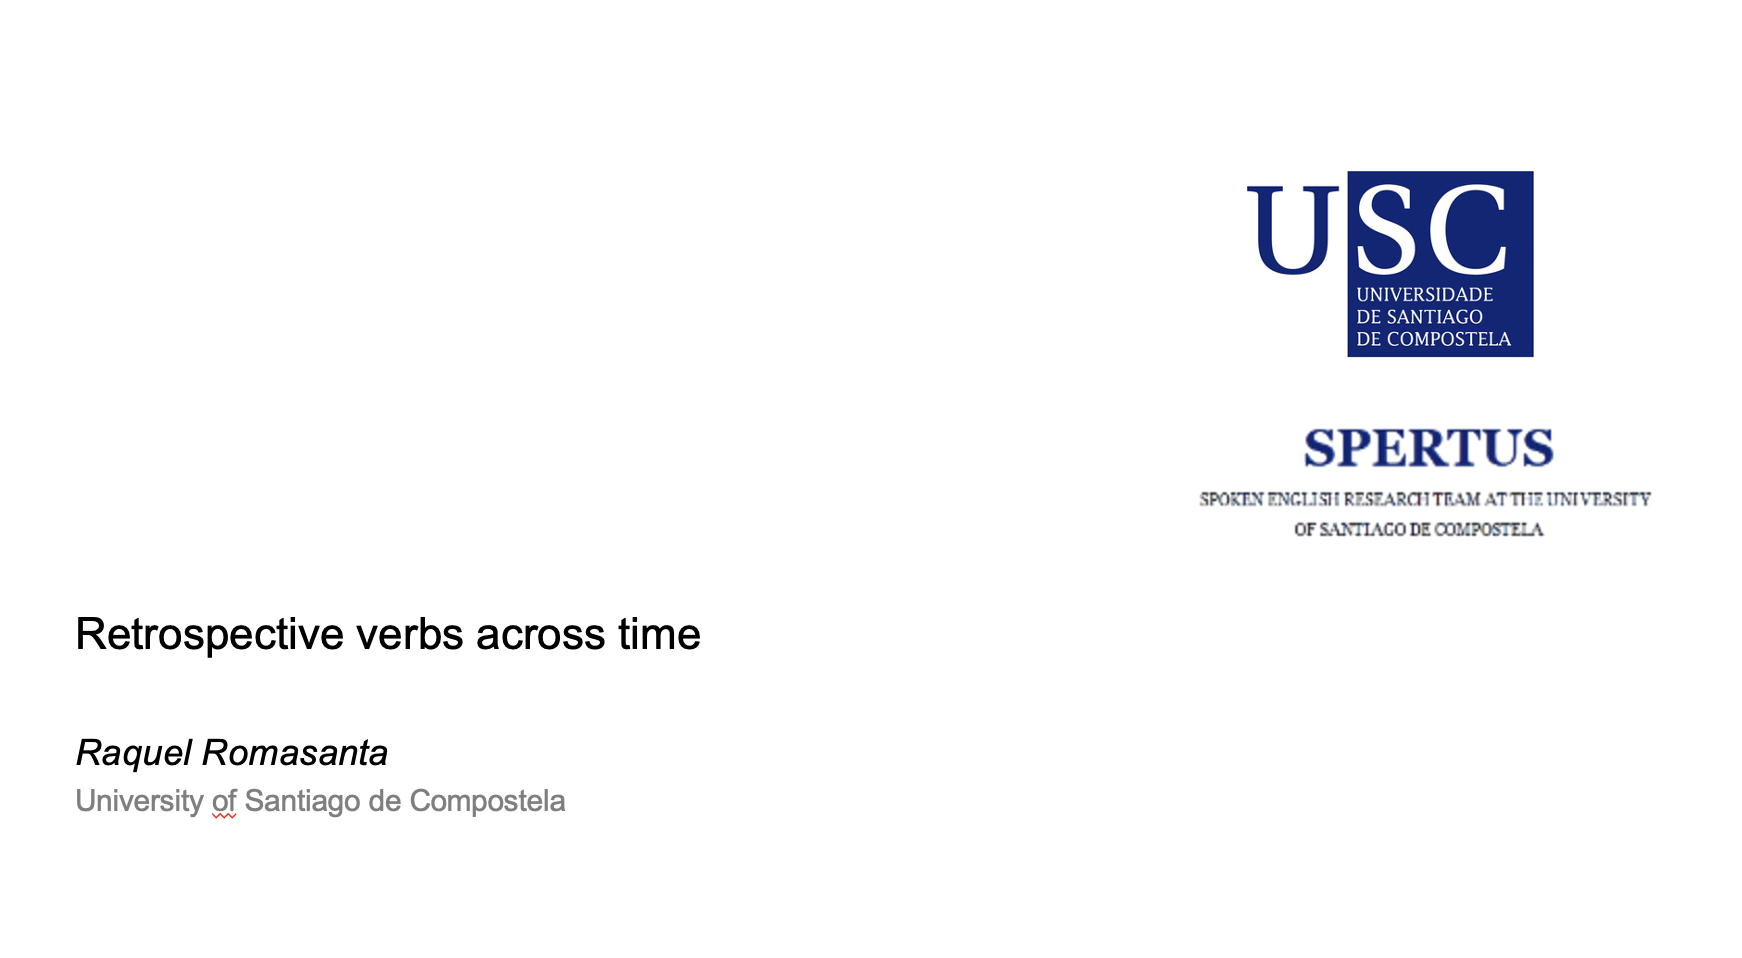 USC
UNIVERSIDADE
DE SANTIAGO
DE COMPOSTELA
SPERTUS
SPOKEN ENGLISH RESEARCH TEAM AT THE UNIVERSITY
OF SANTIAGO DE COMPOSTELA
Retrospective verbs across time
Raquel Romasanta
University of Santiago de Compostela